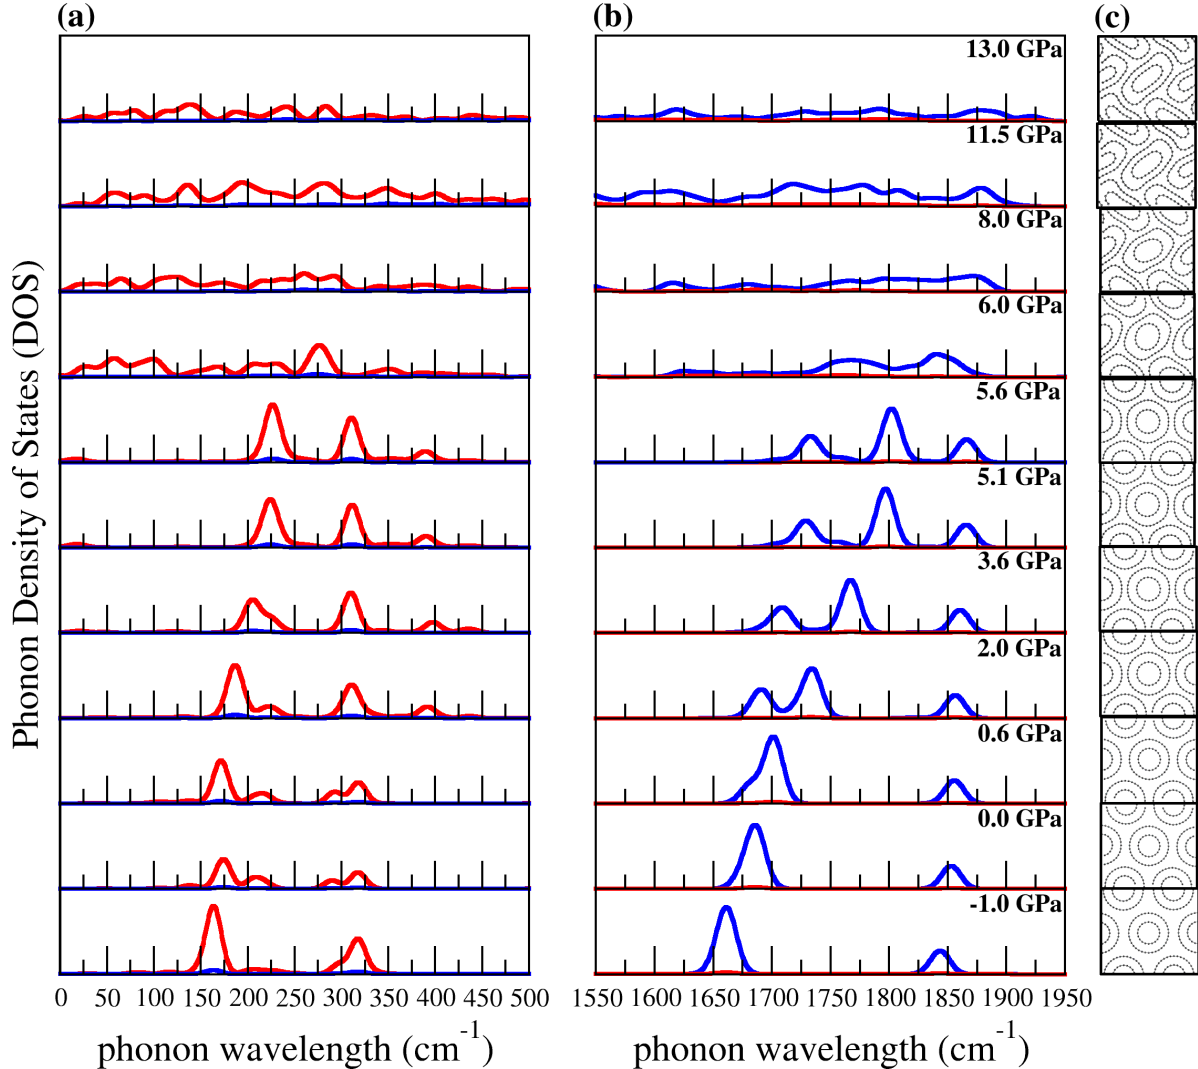 (a) (b) (c)
13.0 GPa
11.5 GPa
8.0 GPa
6.0 GPa
5.6 GPa
5.1 GPa
3.6 GPa
2.0 GPa
0.6 GPa
0.0 GPa
-1.0 GPa
Phonon Density of States (DOS)
0 50 100 150 200 250 300 350 400 450 500
1550 1600 1650 1700 1750 1800 1850 1900 1950
phonon wavelength (cm⁻¹)
phonon wavelength (cm⁻¹)